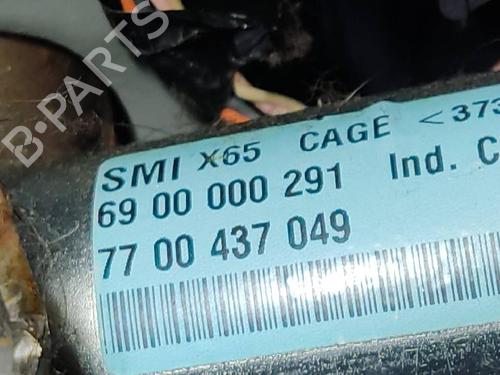 B-PARTS
SMI X65 CAGE <373
69 00 000 291 Ind. C
77 00 437 049